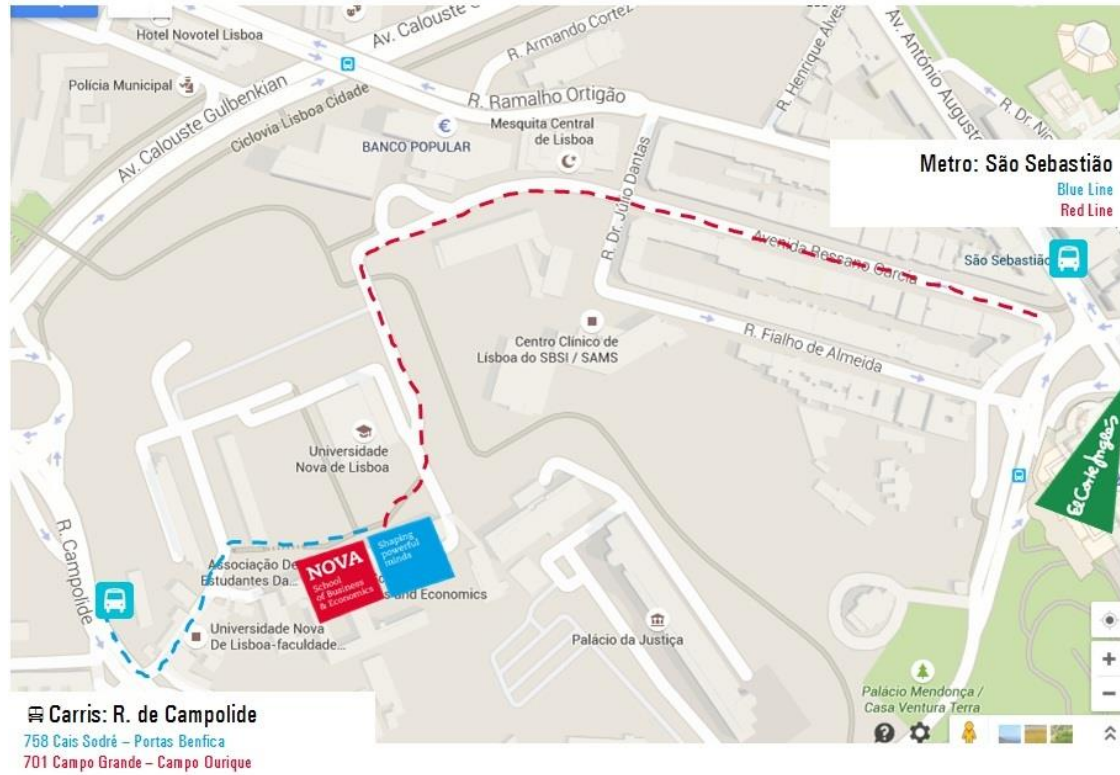 Hotel Novotel Lisboa
Av. Calouste Gulbenkian
R. Armando Cortez
R. Henrique Alves
Av. António Augusto
Polícia Municipal
Av. Calouste Gulbenkian
Ciclovia Lisboa Cidade
R. Ramalho Ortigão
€
BANCO POPULAR
Mesquita Central
de Lisboa
R. Dr. Júlio Dantas
Metro: São Sebastião
Blue Line
Red Line
Avenida Ressano Garcia
São Sebastião
R. Fialho de Almeida
Centro Clínico de
Lisboa do SBSI / SAMS
El Corte Inglés
Universidade
Nova de Lisboa
R. Campolide
Associação De
Estudantes Da...
NOVA
School
of Business
& Economics
Shaping
powerful
minds
s and Economics
Universidade Nova
De Lisboa-faculdade...
Palácio da Justiça
Palácio Mendonça /
Casa Ventura Terra
Carris: R. de Campolide
758 Cais Sodré – Portas Benfica
701 Campo Grande – Campo Ourique